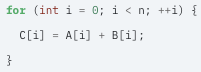 for (int i = 0; i < n; ++i) {
C[i] = A[i] + B[i];
}